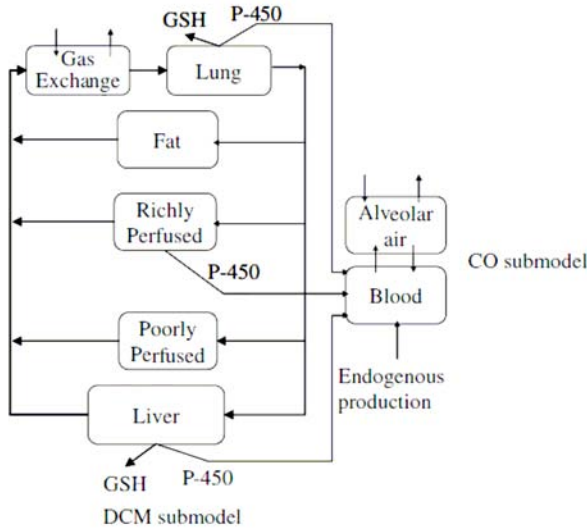 P-450
GSH
Gas
Exchange
Lung
Fat
Richly
Perfused
P-450
Alveolar
air
CO submodel
Blood
Poorly
Perfused
Endogenous
production
Liver
GSH
P-450
DCM submodel